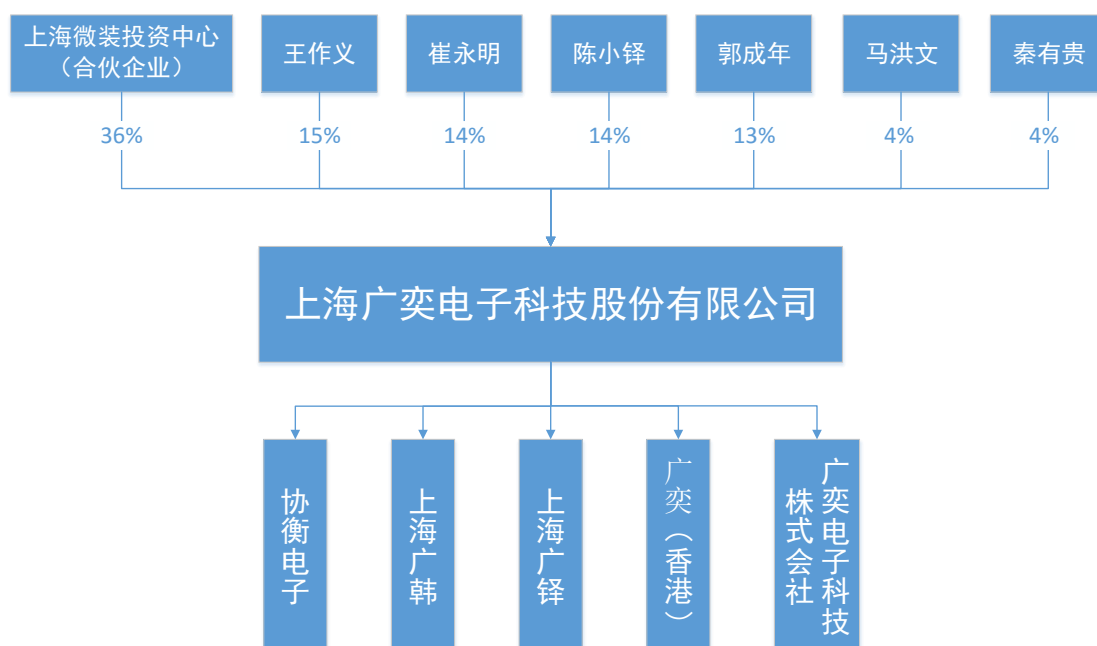 上海微装投资中心
（合伙企业）
王作义
崔永明
陈小铎
郭成年
马洪文
秦有贵
36%
15%
14%
14%
13%
4%
4%
上海广奕电子科技股份有限公司
协衡电子
上海广韩
上海广铎
广奕（香港）
广奕电子科技
株式会社